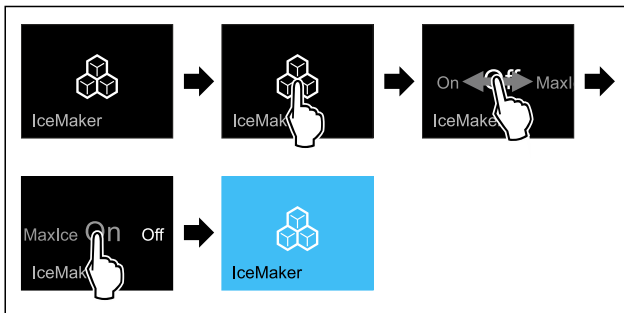 IceMaker
IceMak
On Off MaxI
IceMake
MaxIce On Off
IceMak
IceMaker